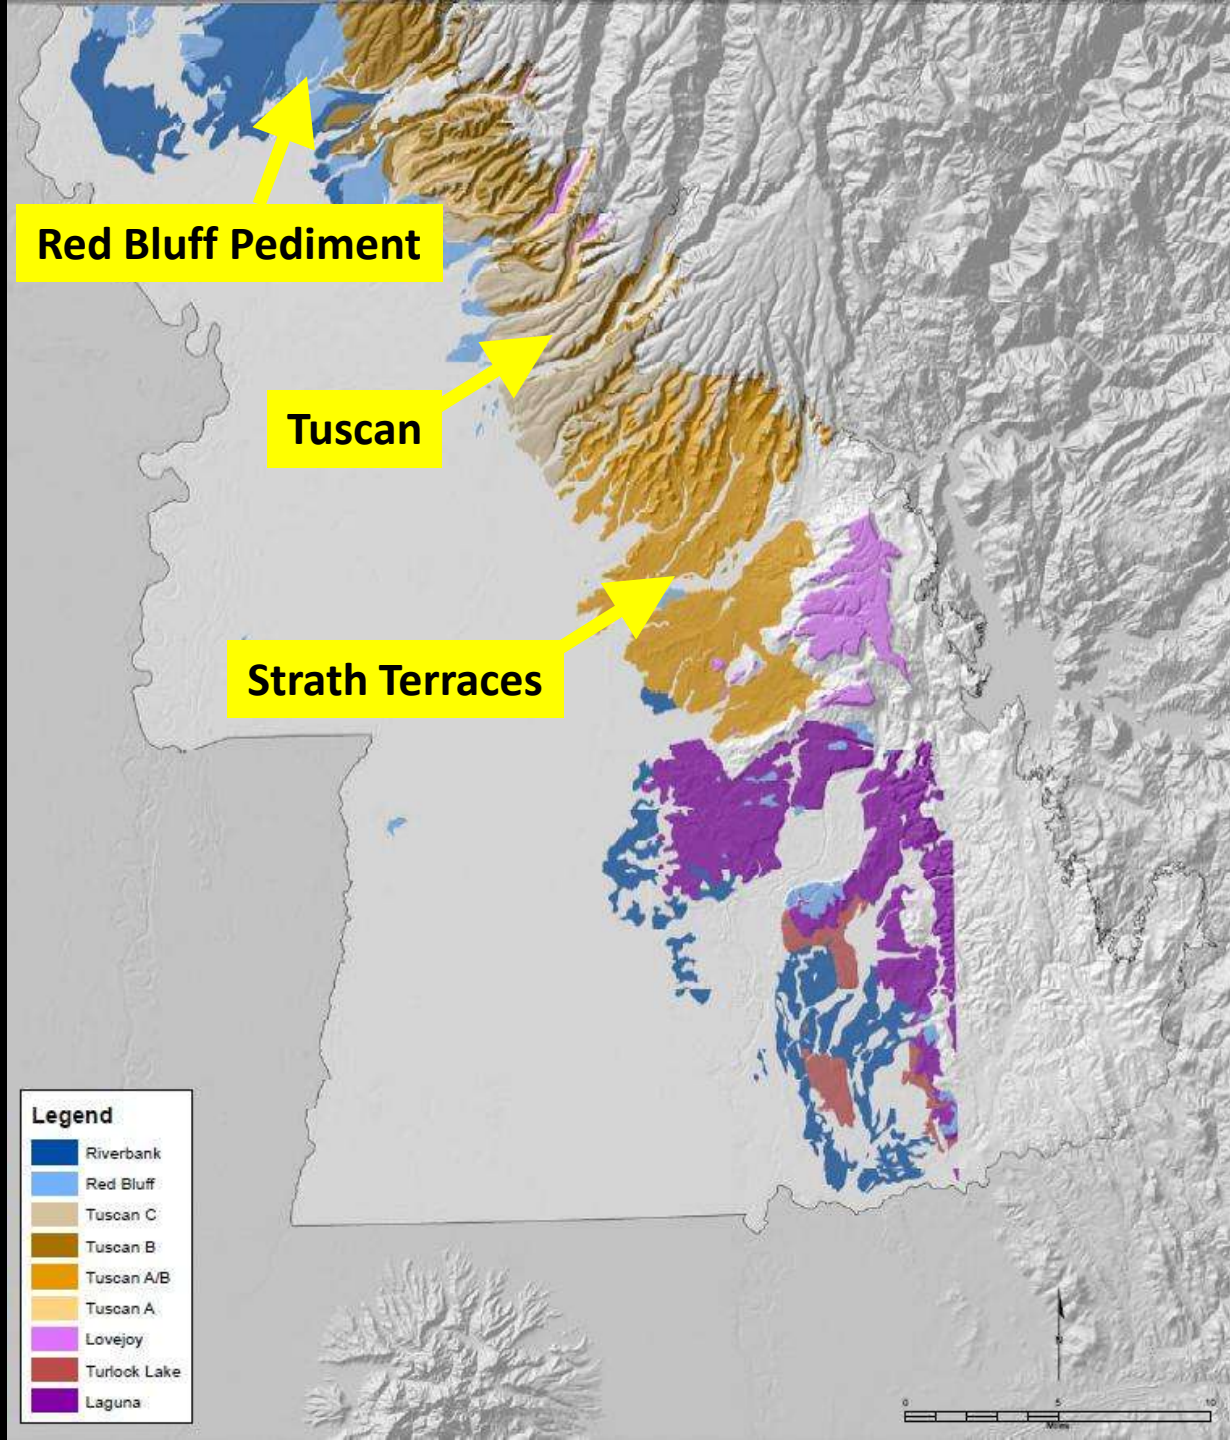 Red Bluff Pediment
Tuscan
Strath Terraces
Legend
Riverbank
Red Bluff
Tuscan C
Tuscan B
Tuscan A/B
Tuscan A
Lovejoy
Turlock Lake
Laguna
N
0 5 10
Miles